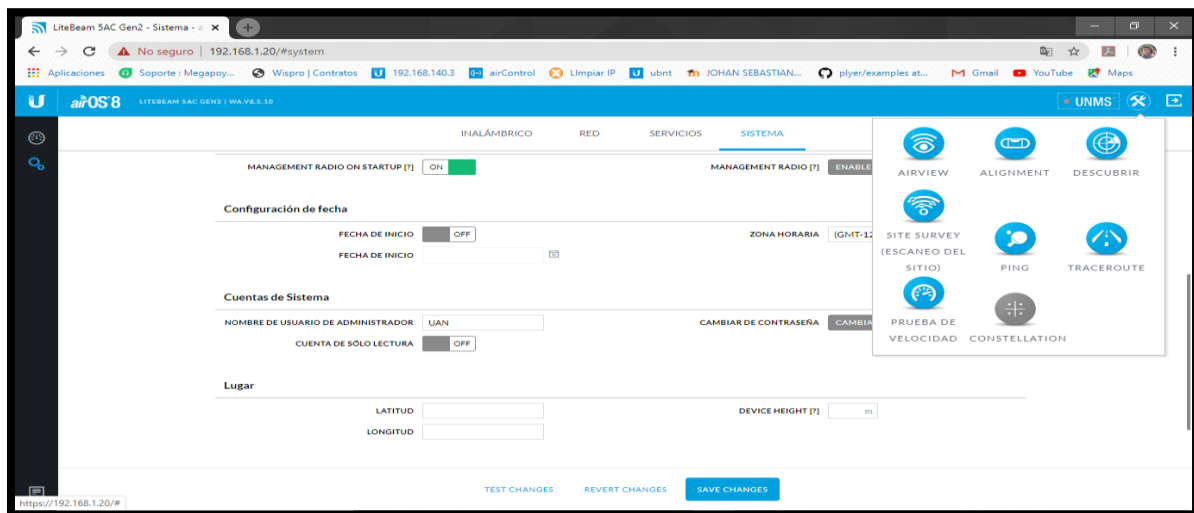 LiteBeam 5AC Gen2 - Sistema - a
No seguro | 192.168.1.20/#system
Aplicaciones Soporte : Megapoy... Wispro | Contratos 192.168.140.3 airControl LImpiar IP ubnt JOHAN SEBASTIAN... plyer/examples at... Gmail YouTube Maps
airOS 8 LITEBEAM 5AC GEN2 | WA.V8.5.10 UNMS
INALÁMBRICO RED SERVICIOS SISTEMA
MANAGEMENT RADIO ON STARTUP [?] ON MANAGEMENT RADIO [?] ENABLE
Configuración de fecha
FECHA DE INICIO OFF ZONA HORARIA (GMT-12
FECHA DE INICIO
Cuentas de Sistema
NOMBRE DE USUARIO DE ADMINISTRADOR UAN CAMBIAR DE CONTRASEÑA CAMBIA
CUENTA DE SÓLO LECTURA OFF
Lugar
LATITUD DEVICE HEIGHT [?] m.
LONGITUD
AIRVIEW ALIGNMENT DESCUBRIR
SITE SURVEY
(ESCANEO DEL
SITIO) PING TRACEROUTE
PRUEBA DE
VELOCIDAD CONSTELLATION
TEST CHANGES REVERT CHANGES SAVE CHANGES
https://192.168.1.20/#